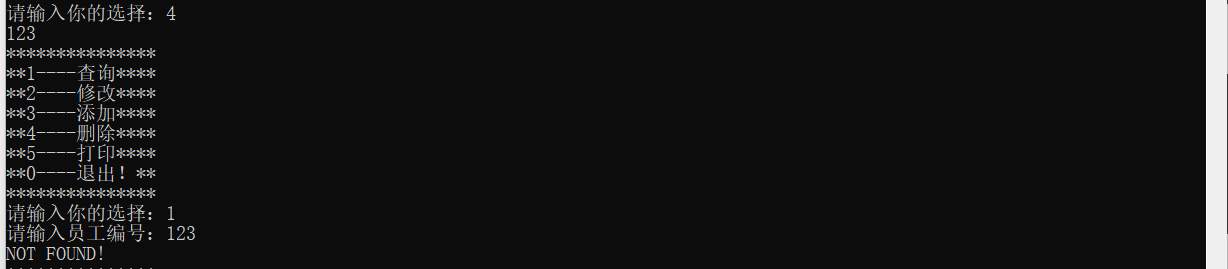 请输入你的选择：4
123
***************
**1----查询****
**2----修改****
**3----添加****
**4----删除****
**5----打印****
**0----退出！**
***************
请输入你的选择：1
请输入员工编号：123
NOT FOUND!